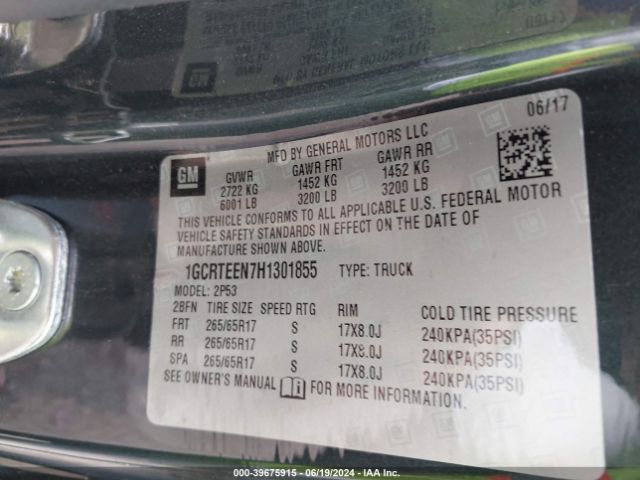 06/17
MFD BY GENERAL MOTORS LLC
GM GVWR GAWR FRT GAWR RR
2722 KG 1452 KG 1452 KG
6001 LB 3200 LB 3200 LB
THIS VEHICLE CONFORMS TO ALL APPLICABLE U.S. FEDERAL MOTOR
VEHICLE SAFETY STANDARDS IN EFFECT ON THE DATE OF
MANUFACTURE SHOWN ABOVE.
1GCRTEEN7H1301855 TYPE: TRUCK
MODEL: 2P53
2BFN TIRE SIZE SPEED RTG RIM COLD TIRE PRESSURE
FRT 265/65R17 S 17X8.0J 240KPA(35PSI)
RR 265/65R17 S 17X8.0J 240KPA(35PSI)
SPA 265/65R17 S 17X8.0J 240KPA(35PSI)
SEE OWNER'S MANUAL FOR MORE INFORMATION.
000-39675915 - 06/19/2024 - IAA Inc.